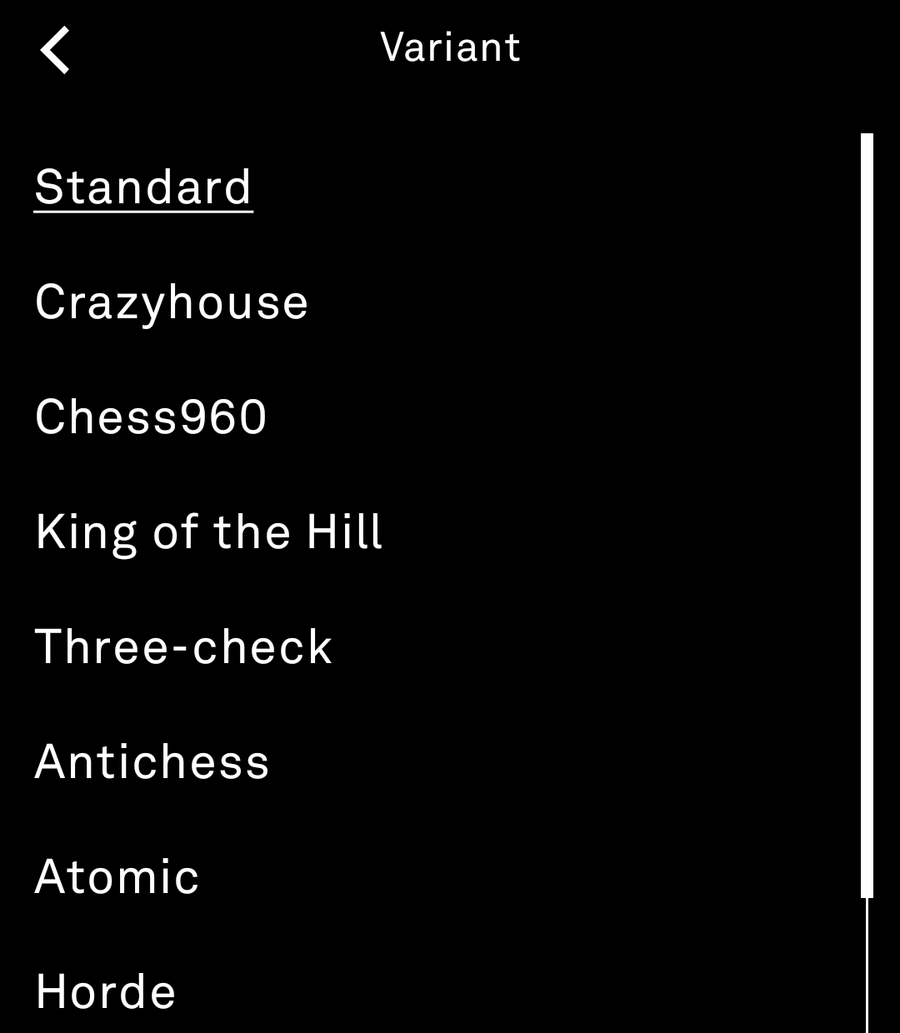 Variant
Standard
Crazyhouse
Chess960
King of the Hill
Three-check
Antichess
Atomic
Horde